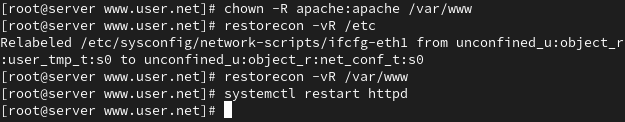 [root@server www.user.net]# chown -R apache:apache /var/www
[root@server www.user.net]# restorecon -vR /etc
Relabeled /etc/sysconfig/network-scripts/ifcfg-eth1 from unconfined_u:object_r
:user_tmp_t:s0 to unconfined_u:object_r:net_conf_t:s0
[root@server www.user.net]# restorecon -vR /var/www
[root@server www.user.net]# systemctl restart httpd
[root@server www.user.net]#